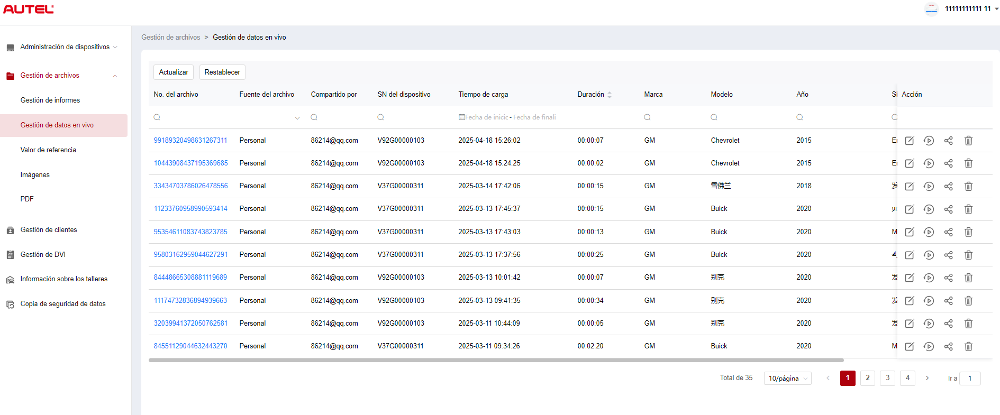 AUTEL®
11111111111 11
Administración de dispositivos
Gestión de archivos
Gestión de informes
Gestión de datos en vivo
Valor de referencia
Imágenes
PDF
Gestión de clientes
Gestión de DVI
Información sobre los talleres
Copia de seguridad de datos
Gestión de archivos > Gestión de datos en vivo
Actualizar Restablecer
No. del archivo Fuente del archivo Compartido por SN del dispositivo Tiempo de carga Duración Marca Modelo Año Si Acción
Fecha de inicic - Fecha de finali
99189320498631267311 Personal 86214@qq.com V92G00000103 2025-04-18 15:26:02 00:00:07 GM Chevrolet 2015 En
10443908437195369685 Personal 86214@qq.com V92G00000103 2025-04-18 15:24:25 00:00:02 GM Chevrolet 2015 En
33434703786026478556 Personal 86214@qq.com V37G00000311 2025-03-14 17:42:06 00:00:15 GM 雪佛兰 2018 发
11233760958990593414 Personal 86214@qq.com V37G00000311 2025-03-13 17:45:37 00:00:15 GM Buick 2020
95354611083743823785 Personal 86214@qq.com V37G00000311 2025-03-13 17:43:03 00:00:13 GM Buick 2020 M
95803162959044627291 Personal 86214@qq.com V37G00000311 2025-03-13 17:37:56 00:00:25 GM Buick 2020
84448665308881119689 Personal 86214@qq.com V92G00000103 2025-03-13 10:01:42 00:00:07 GM 别克 2020 发
11174732836894939663 Personal 86214@qq.com V92G00000103 2025-03-13 09:41:35 00:00:34 GM 别克 2020 发
32039941372050762581 Personal 86214@qq.com V92G00000103 2025-03-11 10:44:09 00:00:05 GM 别克 2020 发
84551129044632443270 Personal 86214@qq.com V37G00000311 2025-03-11 09:34:26 00:02:20 GM Buick 2020 M
Total de 35 10/página 1 2 3 4 Ir a 1